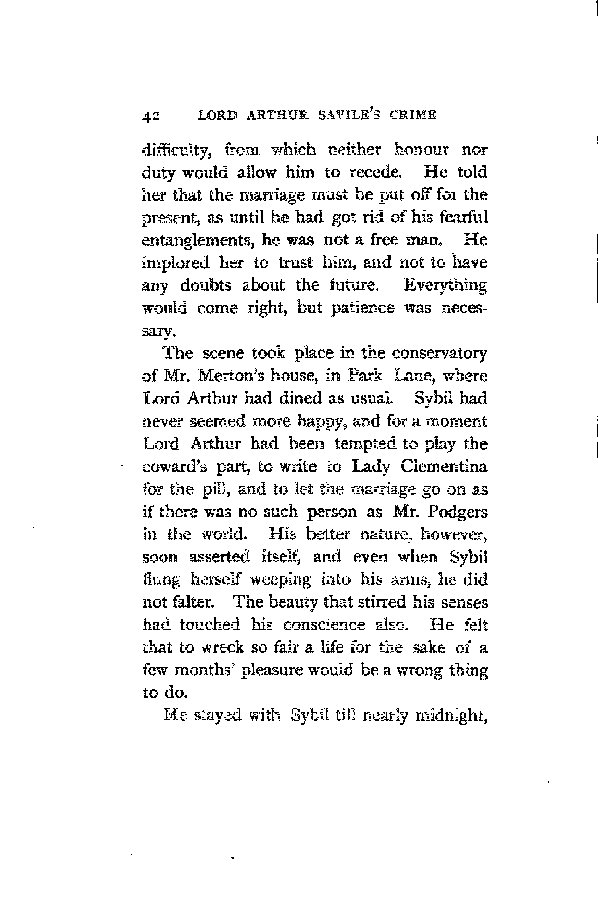 42 LORD ARTHUR SAVILE'S CRIME
difficulty, from which neither honour nor
duty would allow him to recede. He told
her that the marriage must be put off for the
present, as until he had got rid of his fearful
entanglements, he was not a free man. He
implored her to trust him, and not to have
any doubts about the future. Everything
would come right, but patience was neces-
sary.
The scene took place in the conservatory
of Mr. Merton's house, in Park Lane, where
Lord Arthur had dined as usual. Sybil had
never seemed more happy, and for a moment
Lord Arthur had been tempted to play the
coward's part, to write to Lady Clementina
for the pill, and to let the marriage go on as
if there was no such person as Mr. Podgers
in the world. His better nature, however,
soon asserted itself, and even when Sybil
flung herself weeping into his arms, he did
not falter. The beauty that stirred his senses
had touched his conscience also. He felt
that to wreck so fair a life for the sake of a
few months' pleasure would be a wrong thing
to do.
He stayed with Sybil till nearly midnight,